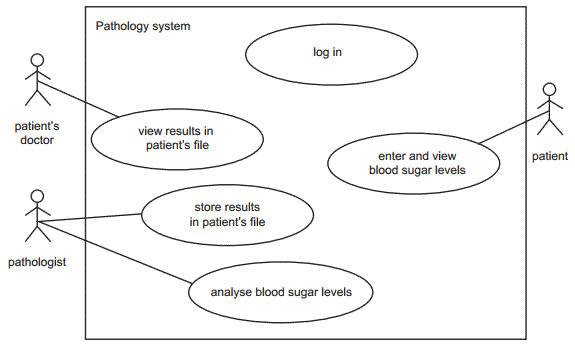 Pathology system
log in
patient's
doctor
view results in
patient's file
enter and view
blood sugar levels
patient
store results
in patient's file
pathologist
analyse blood sugar levels